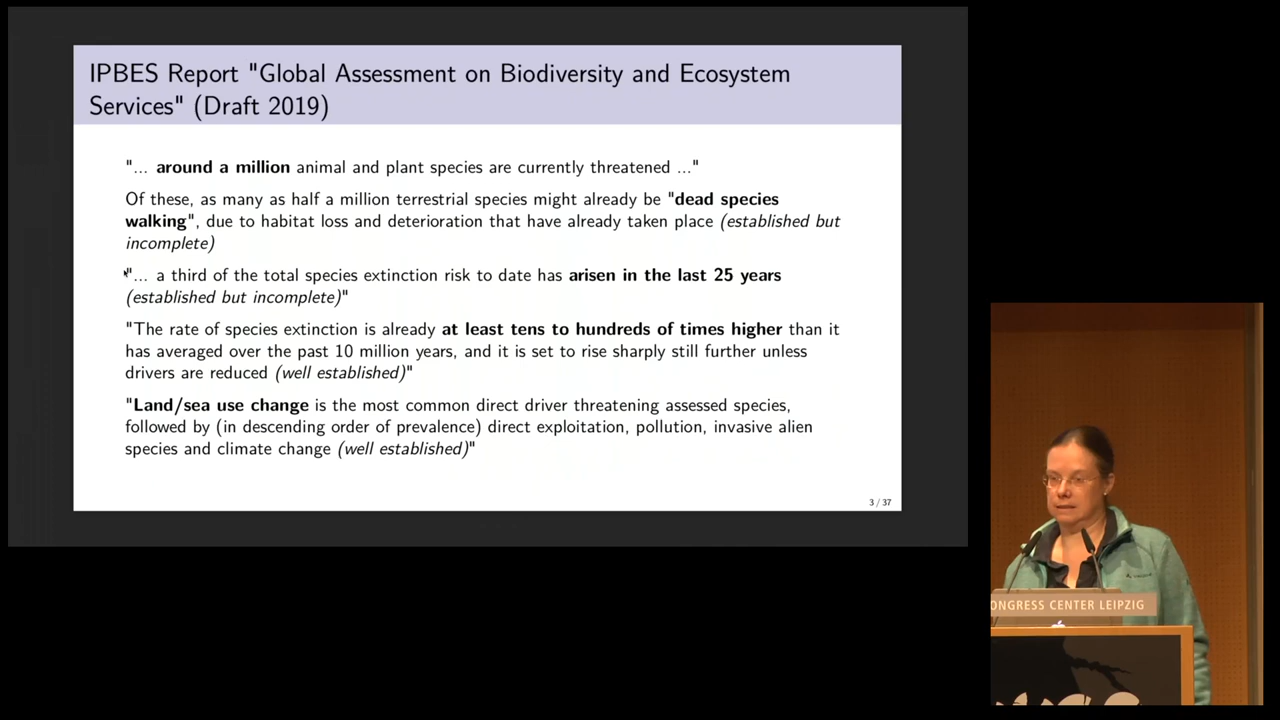 IPBES Report "Global Assessment on Biodiversity and Ecosystem
Services" (Draft 2019)
"... around a million animal and plant species are currently threatened ..."
Of these, as many as half a million terrestrial species might already be "dead species
walking", due to habitat loss and deterioration that have already taken place (established but
incomplete)
"... a third of the total species extinction risk to date has arisen in the last 25 years
(established but incomplete)"
"The rate of species extinction is already at least tens to hundreds of times higher than it
has averaged over the past 10 million years, and it is set to rise sharply still further unless
drivers are reduced (well established)"
"Land/sea use change is the most common direct driver threatening assessed species,
followed by (in descending order of prevalence) direct exploitation, pollution, invasive alien
species and climate change (well established)"
3 / 37
ONGRESS CENTER LEIPZIG